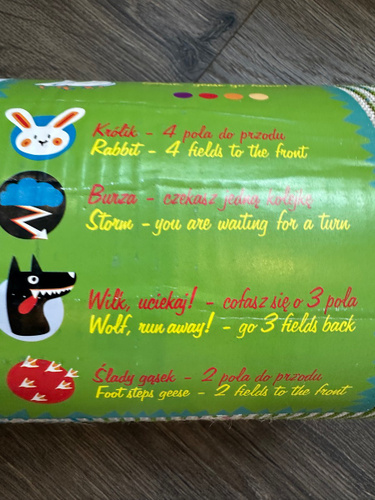 Królik - 4 pola do przodu
Rabbit - 4 fields to the front
Burza - czekasz jedną kolejkę
Storm - you are waiting for a turn
Wilk, uciekaj! - cofasz się o 3 pola
Wolf, run away! - go 3 fields back
Ślady gąsek - 2 pola do przodu
Foot steps geese - 2 fields to the front